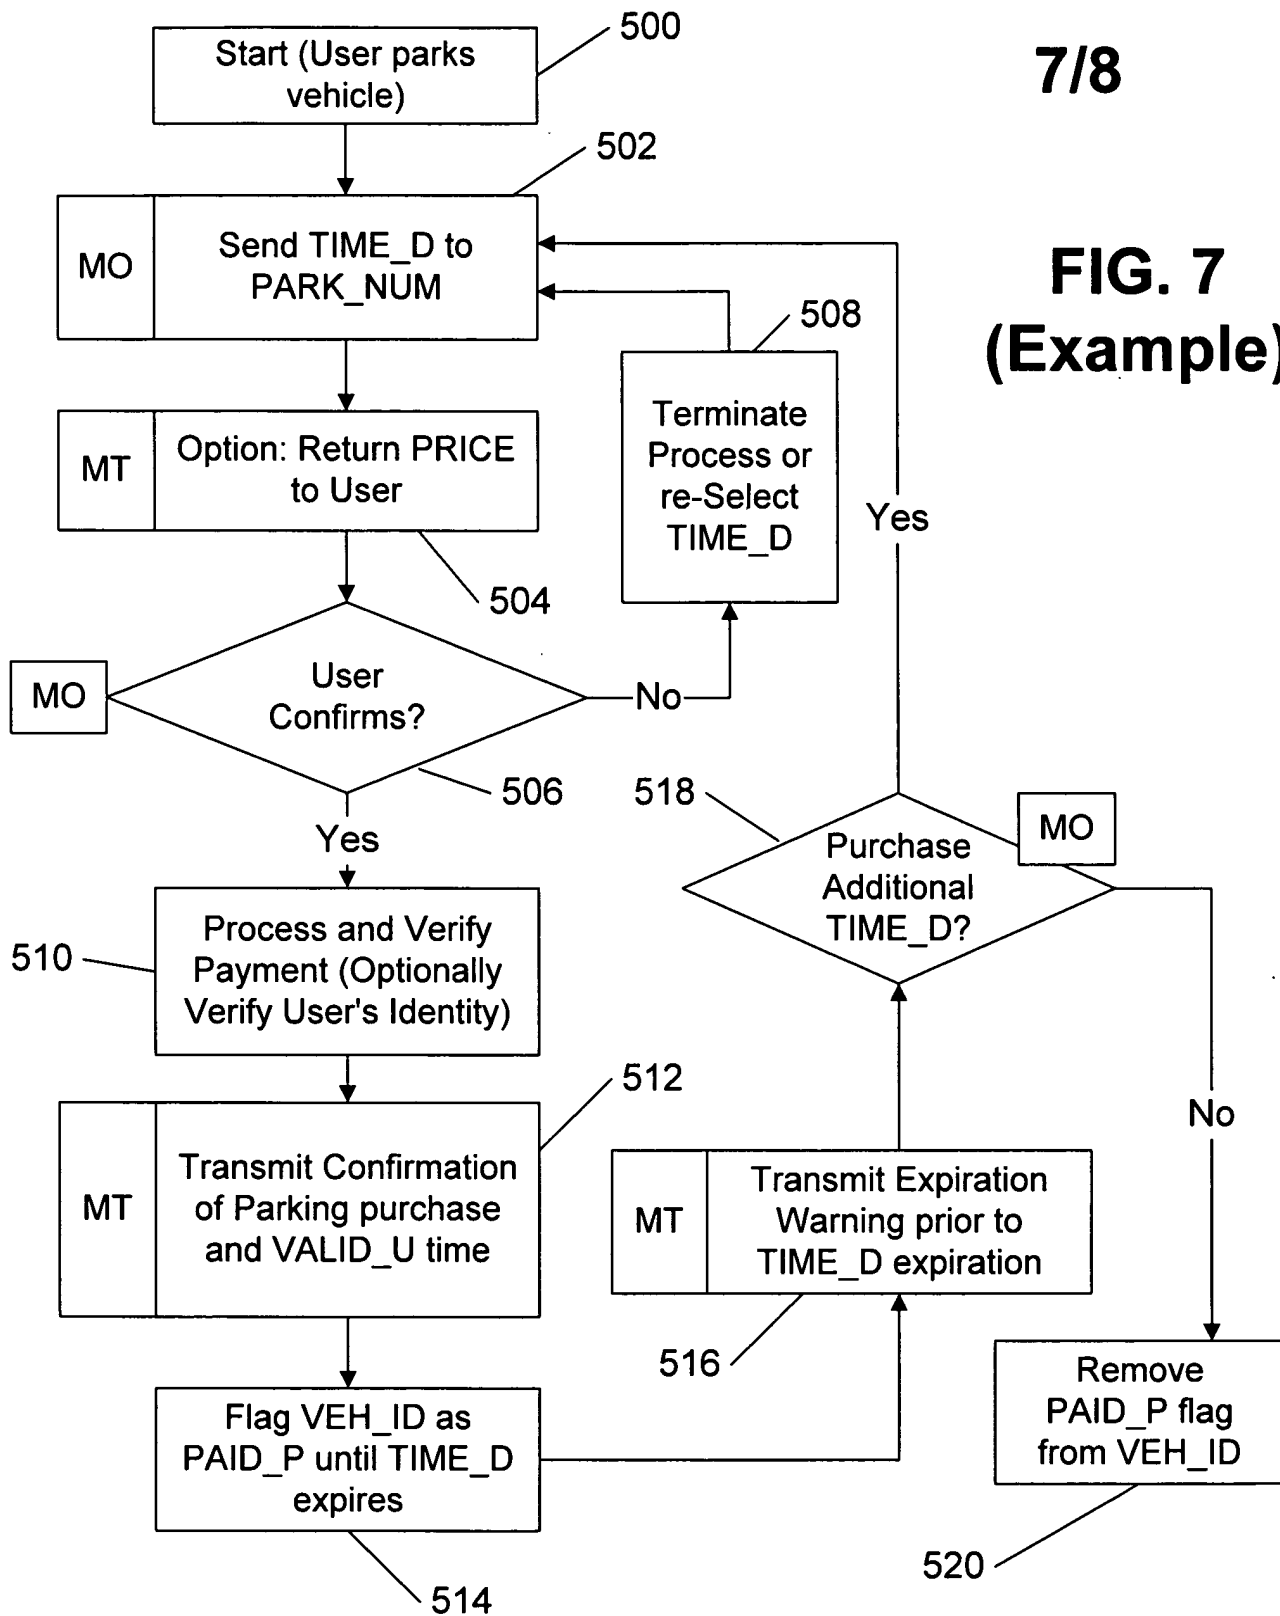 7/8
FIG. 7
(Example)
Start (User parks
vehicle)
500
502
MO
Send TIME_D to
PARK_NUM
MT
Option: Return PRICE
to User
504
508
Terminate
Process or
re-Select
TIME_D
MO
User
Confirms?
No
506
Yes
510
Process and Verify
Payment (Optionally
Verify User's Identity)
512
MT
Transmit Confirmation
of Parking purchase
and VALID_U time
Flag VEH_ID as
PAID_P until TIME_D
expires
514
MT
Transmit Expiration
Warning prior to
TIME_D expiration
516
518
MO
Purchase
Additional
TIME_D?
Yes
No
Remove
PAID_P flag
from VEH_ID
520